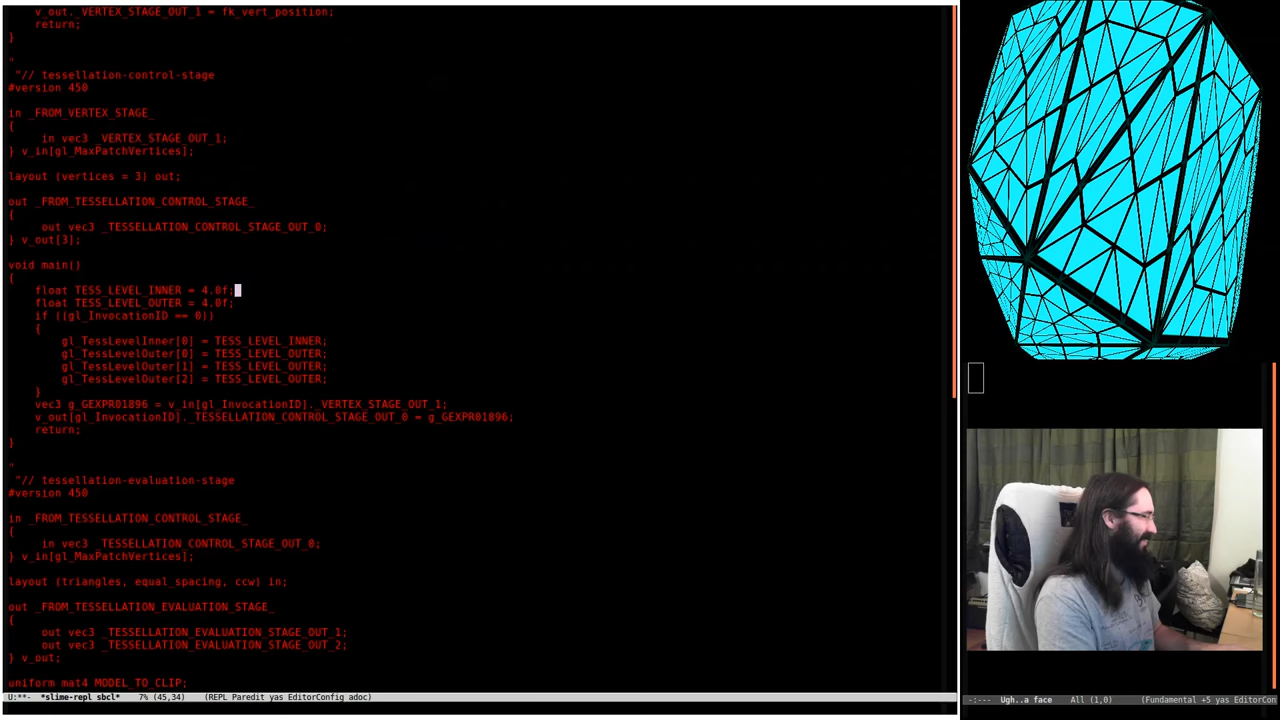 v_out._VERTEX_STAGE_OUT_1 = fk_vert_position;
return;
}
"
"// tessellation-control-stage
#version 450
in _FROM_VERTEX_STAGE_
{
in vec3 _VERTEX_STAGE_OUT_1;
} v_in[gl_MaxPatchVertices];
layout (vertices = 3) out;
out _FROM_TESSELLATION_CONTROL_STAGE_
{
out vec3 _TESSELLATION_CONTROL_STAGE_OUT_0;
} v_out[3];
void main()
{
float TESS_LEVEL_INNER = 4.0f;
float TESS_LEVEL_OUTER = 4.0f;
if ((gl_InvocationID == 0))
{
gl_TessLevelInner[0] = TESS_LEVEL_INNER;
gl_TessLevelOuter[0] = TESS_LEVEL_OUTER;
gl_TessLevelOuter[1] = TESS_LEVEL_OUTER;
gl_TessLevelOuter[2] = TESS_LEVEL_OUTER;
}
vec3 g_GEXPR01896 = v_in[gl_InvocationID]._VERTEX_STAGE_OUT_1;
v_out[gl_InvocationID]._TESSELLATION_CONTROL_STAGE_OUT_0 = g_GEXPR01896;
return;
}
"
"// tessellation-evaluation-stage
#version 450
in _FROM_TESSELLATION_CONTROL_STAGE_
{
in vec3 _TESSELLATION_CONTROL_STAGE_OUT_0;
} v_in[gl_MaxPatchVertices];
layout (triangles, equal_spacing, ccw) in;
out _FROM_TESSELLATION_EVALUATION_STAGE_
{
out vec3 _TESSELLATION_EVALUATION_STAGE_OUT_1;
out vec3 _TESSELLATION_EVALUATION_STAGE_OUT_2;
} v_out;
uniform mat4 MODEL_TO_CLIP;
U:**- *slime-repl sbcl* 7% (45,34) (REPL Paredit yas EditorConfig adoc)
-:--- Ugh..a face All (1,0) (Fundamental +5 yas EditorCon